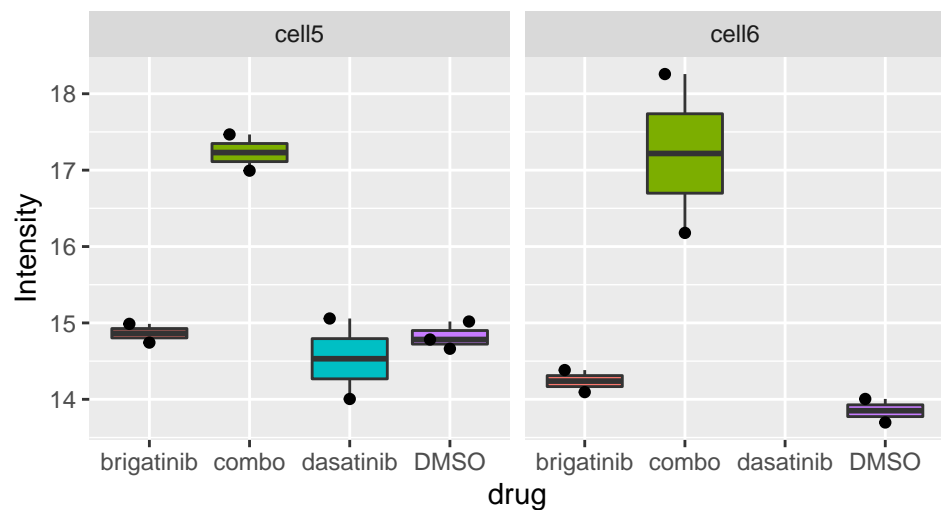 cell5 cell6
18
17
16
15
14
Intensity
brigatinib combo dasatinib DMSO brigatinib combo dasatinib DMSO
drug